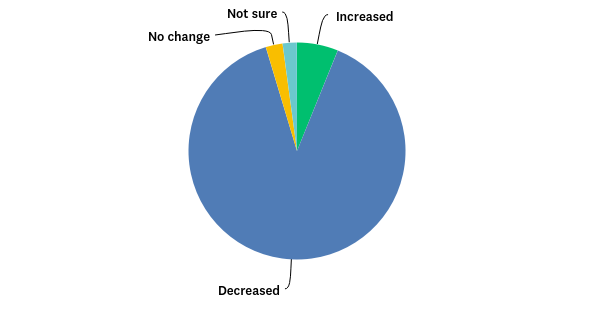 Not sure
Increased
No change
Decreased